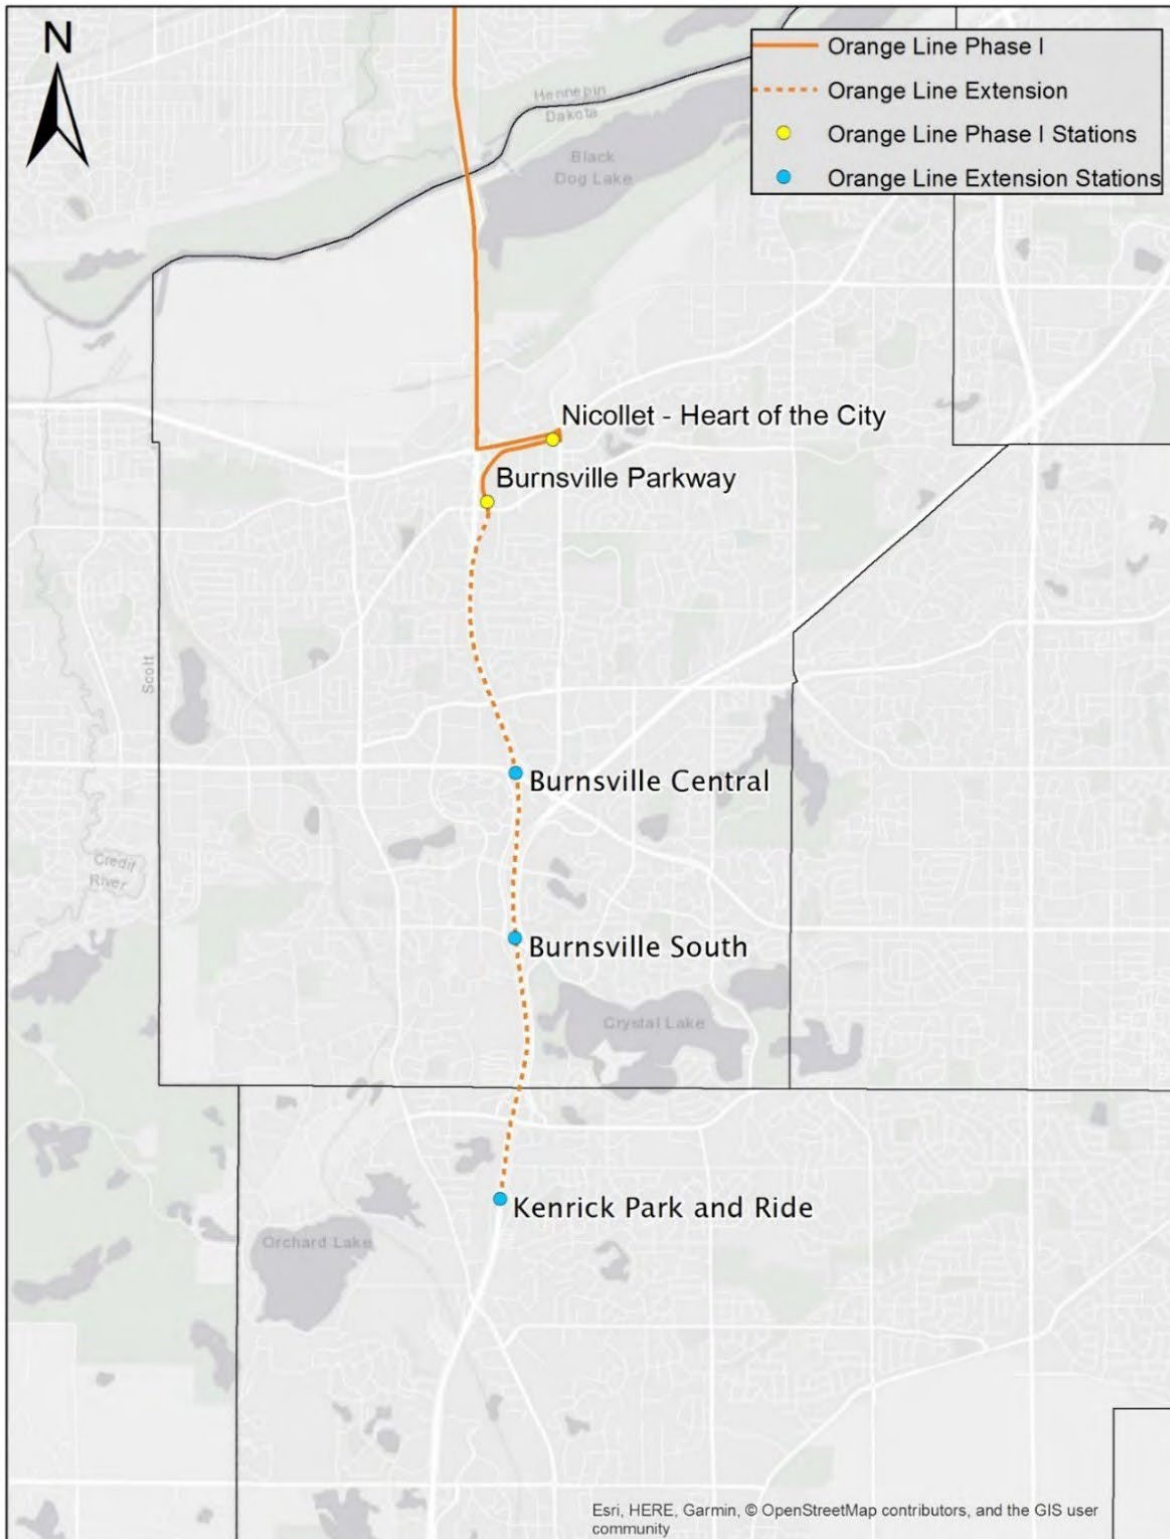 N
Orange Line Phase I
Orange Line Extension
Orange Line Phase I Stations
Orange Line Extension Stations
Hennepin
Dakota
Black
Dog Lake
Nicollet - Heart of the City
Burnsville Parkway
Scott
Burnsville Central
Credit
River
Burnsville South
Crystal Lake
Kenrick Park and Ride
Orchard Lake
Esri, HERE, Garmin, © OpenStreetMap contributors, and the GIS user
community